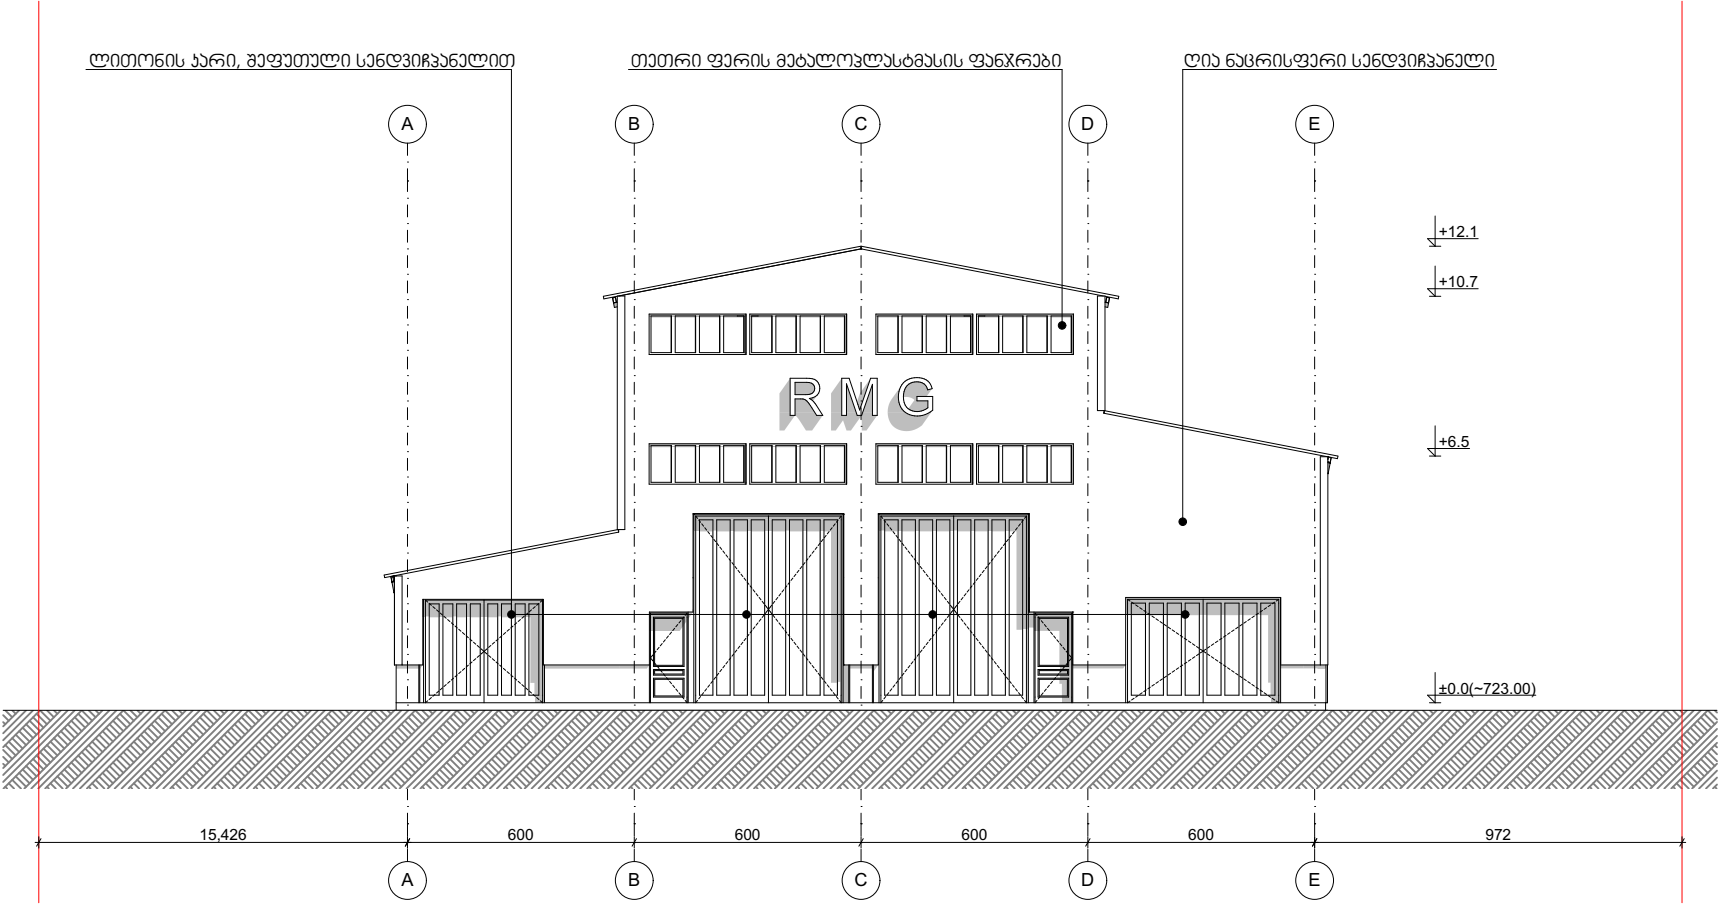 ლითონის კარი, შეფუთული სენდვიჩპანელით
თეთრი ფერის მეტალოპლასტმასის ფანჯრები
ღია ნაცრისფერი სენდვიჩპანელი
A B C D E
+12.1
+10.7
RMG
+6.5
±0.0(~723.00)
15,426 600 600 600 600 972
A B C D E